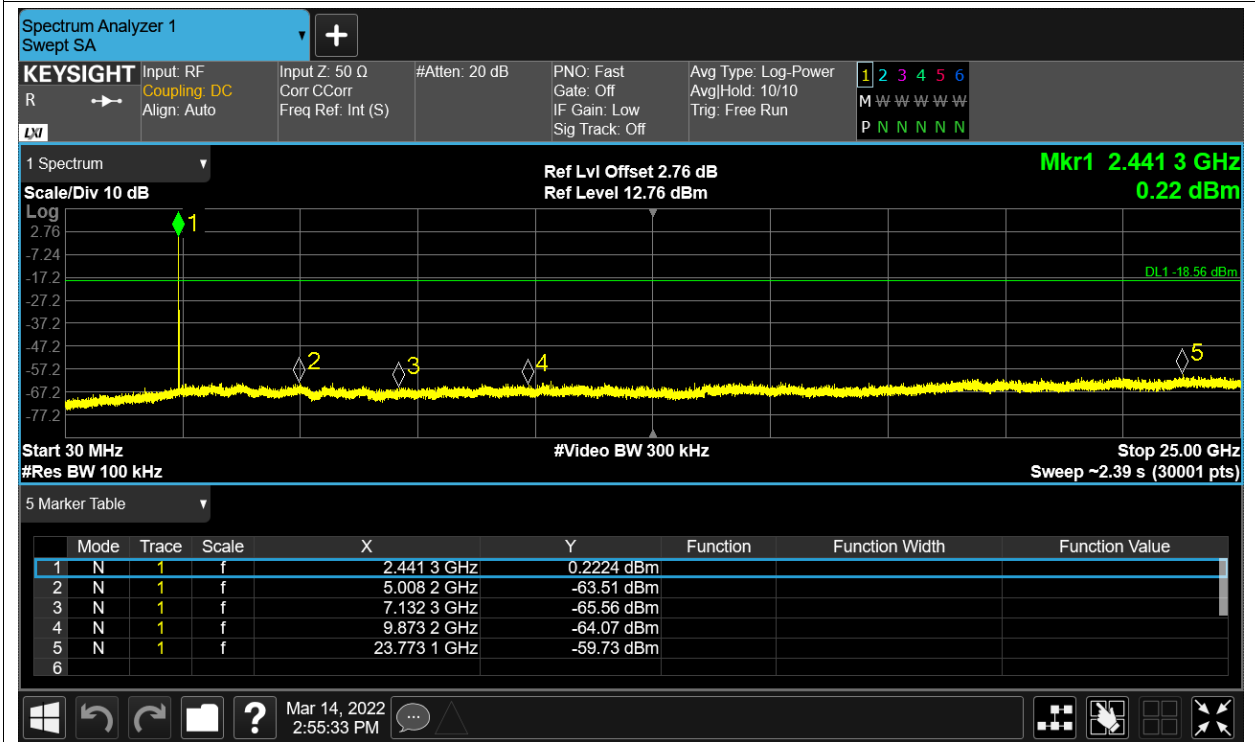 Spectrum Analyzer 1
Swept SA
KEYSIGHT
R
LXI
Input: RF
Coupling: DC
Align: Auto
Input Z: 50 Ω
Corr CCorr
Freq Ref: Int (S)
#Atten: 20 dB
PNO: Fast
Gate: Off
IF Gain: Low
Sig Track: Off
Avg Type: Log-Power
Avg|Hold: 10/10
Trig: Free Run
1 2 3 4 5 6
M W W W W W
P N N N N N
1 Spectrum
Scale/Div 10 dB
Ref Lvl Offset 2.76 dB
Ref Level 12.76 dBm
Mkr1 2.441 3 GHz
0.22 dBm
Log
2.76
-7.24
-17.2
-27.2
-37.2
-47.2
-57.2
-67.2
-77.2
1
DL1 -18.56 dBm
2
3
4
5
Start 30 MHz
#Res BW 100 kHz
#Video BW 300 kHz
Stop 25.00 GHz
Sweep ~2.39 s (30001 pts)
5 Marker Table
Mode Trace Scale X Y Function Function Width Function Value
1 N 1 f 2.441 3 GHz 0.2224 dBm
2 N 1 f 5.008 2 GHz -63.51 dBm
3 N 1 f 7.132 3 GHz -65.56 dBm
4 N 1 f 9.873 2 GHz -64.07 dBm
5 N 1 f 23.773 1 GHz -59.73 dBm
6
?
Mar 14, 2022
2:55:33 PM